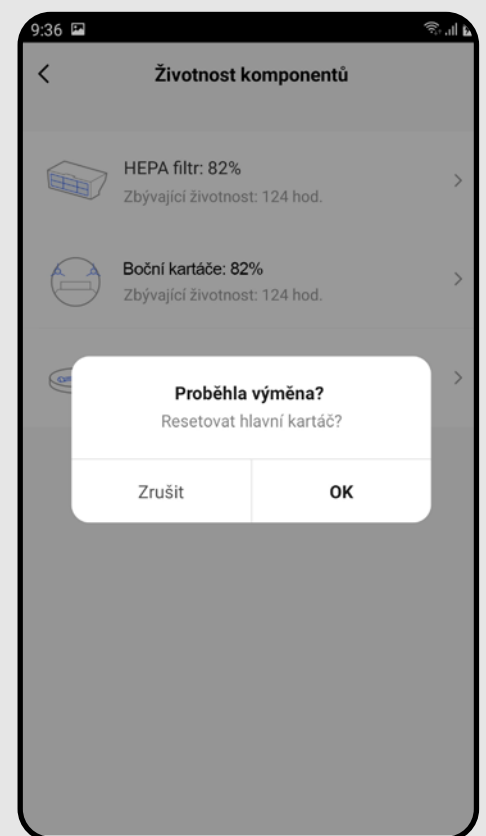 9:36
Životnost komponentů
HEPA filtr: 82%
Zbývající životnost: 124 hod.
Boční kartáče: 82%
Zbývající životnost: 124 hod.
Proběhla výměna?
Resetovat hlavní kartáč?
Zrušit
OK